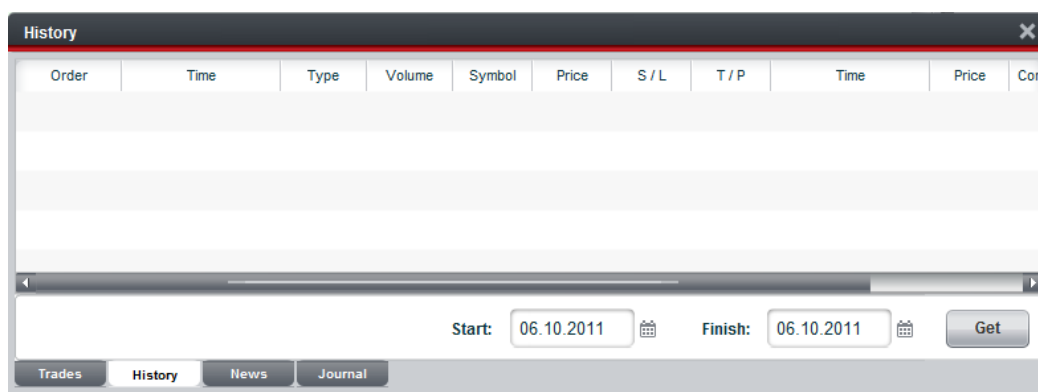 History
Order Time Type Volume Symbol Price S / L T / P Time Price Co
Start: 06.10.2011 Finish: 06.10.2011 Get
Trades History News Journal